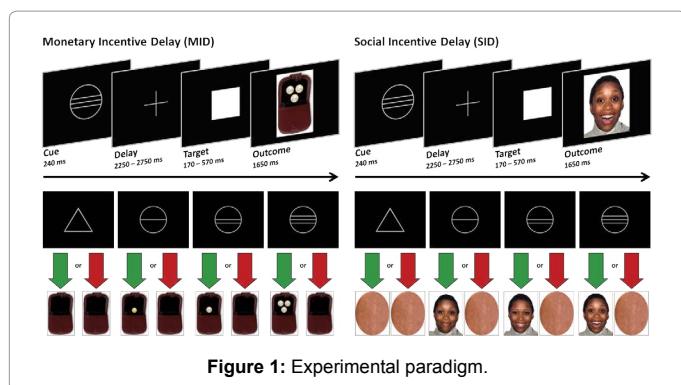 Monetary Incentive Delay (MID)
Cue
240 ms
Delay
2250 – 2750 ms
Target
170 – 570 ms
Outcome
1650 ms
or
or
or
or
Social Incentive Delay (SID)
Cue
240 ms
Delay
2250 – 2750 ms
Target
170 – 570 ms
Outcome
1650 ms
or
or
or
or
Figure 1: Experimental paradigm.